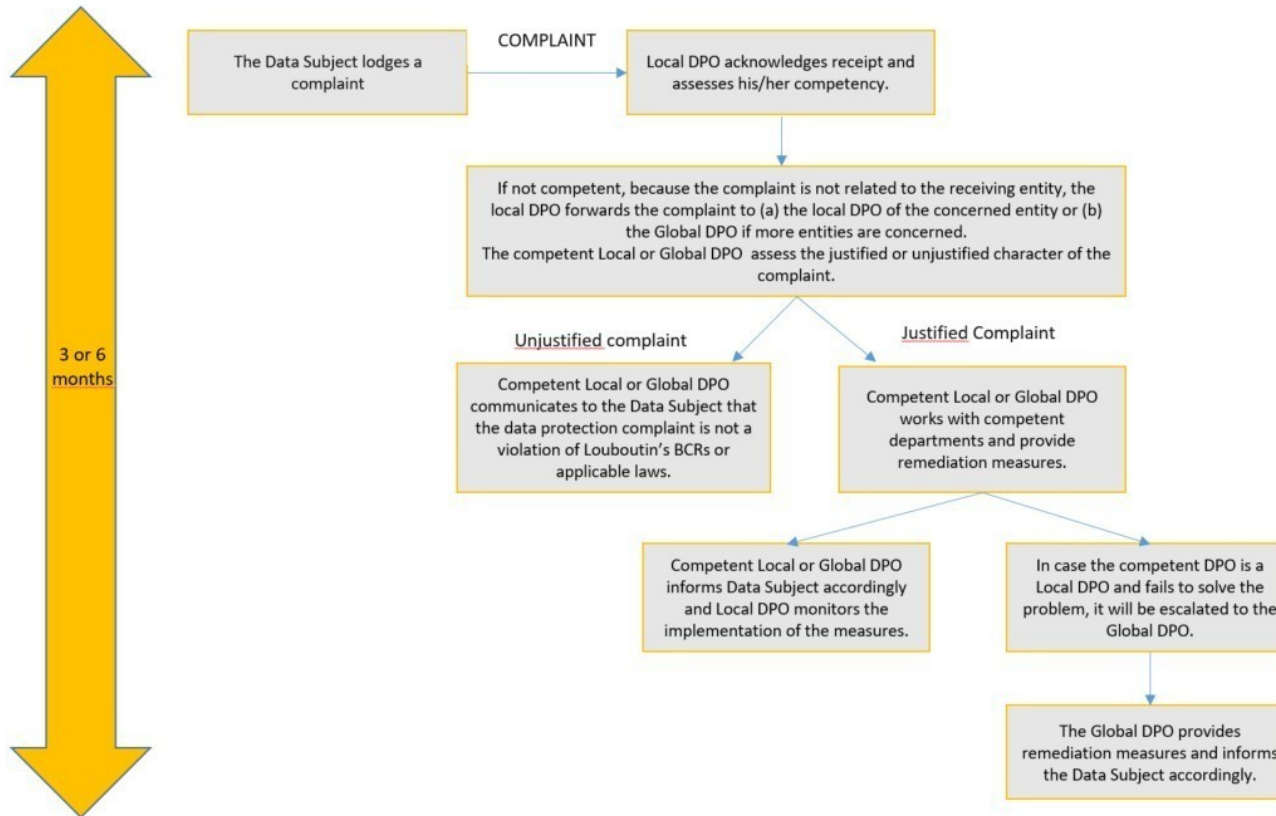 COMPLAINT
The Data Subject lodges a
complaint
Local DPO acknowledges receipt and
assesses his/her competency.
If not competent, because the complaint is not related to the receiving entity, the
local DPO forwards the complaint to (a) the local DPO of the concerned entity or (b)
the Global DPO if more entities are concerned.
The competent Local or Global DPO assess the justified or unjustified character of the
complaint.
3 or 6
months
Unjustified complaint
Justified Complaint
Competent Local or Global DPO
communicates to the Data Subject that
the data protection complaint is not a
violation of Louboutin's BCRs or
applicable laws.
Competent Local or Global DPO
works with competent
departments and provide
remediation measures.
Competent Local or Global DPO
informs Data Subject accordingly
and Local DPO monitors the
implementation of the measures.
In case the competent DPO is a
Local DPO and fails to solve the
problem, it will be escalated to the
Global DPO.
The Global DPO provides
remediation measures and informs
the Data Subject accordingly.